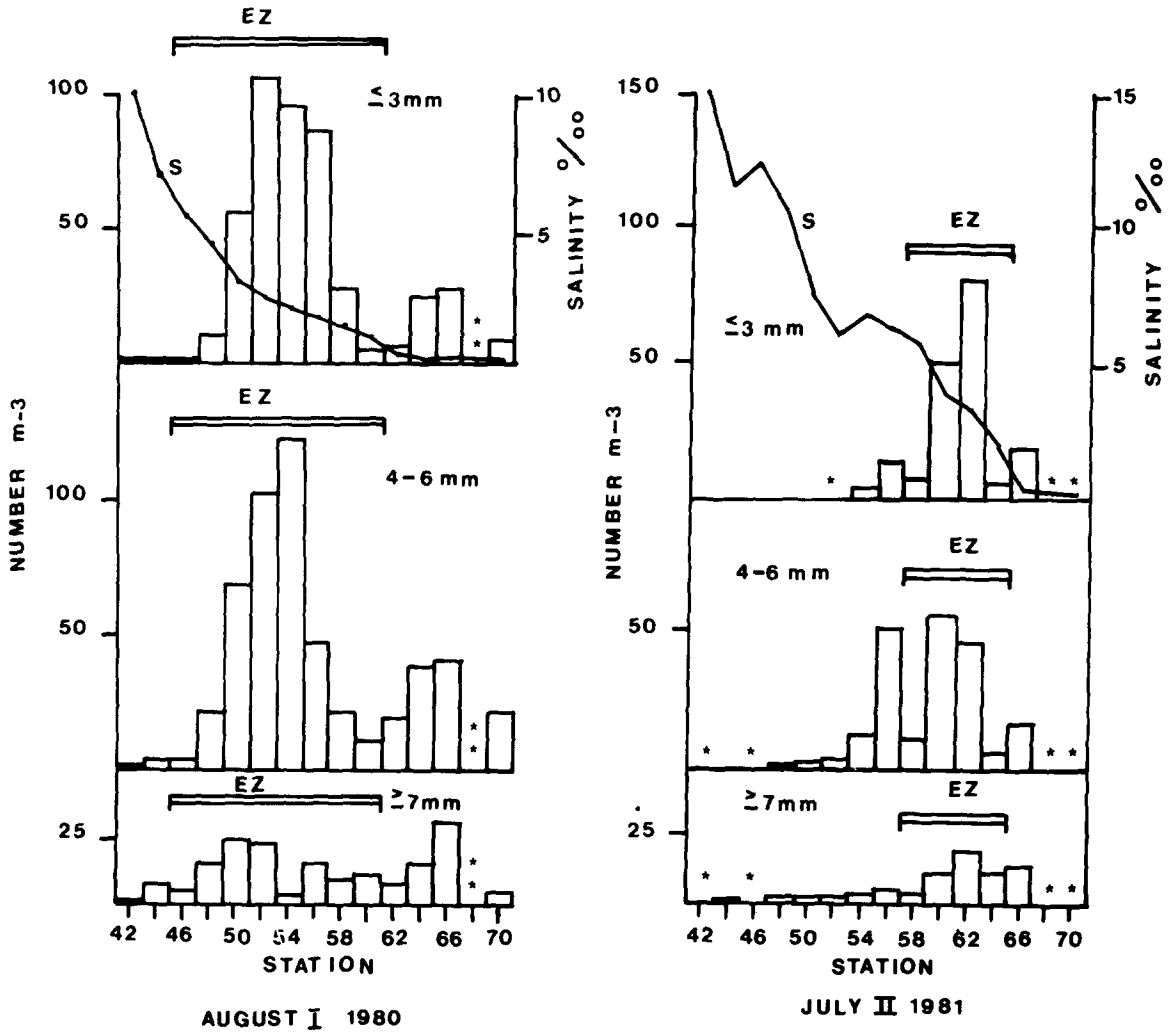 EZ
≤3mm
100
50
10
5
S
SALINITY %oo
EZ
4-6 mm
100
50
NUMBER m-3
EZ
≥7mm
25
42 46 50 54 58 62 66 70
STATION
AUGUST I 1980
150
100
50
15
10
5
S
EZ
≤3 mm
SALINITY %oo
EZ
4-6 mm
50
NUMBER m-3
EZ
≥7mm
25
42 46 50 54 58 62 66 70
STATION
JULY II 1981